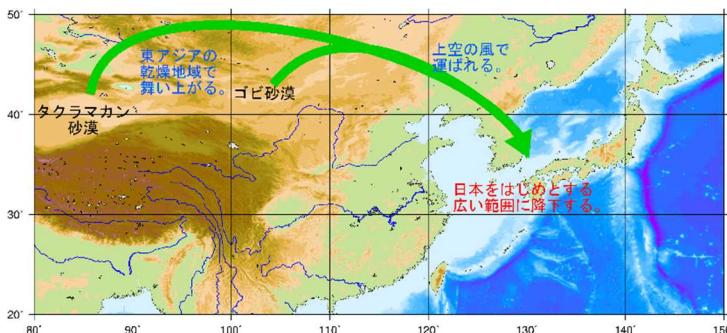 50°
東アジアの
乾燥地域で
舞い上がる。
上空の風で
運ばれる。
タクラマカン
砂漠
ゴビ砂漠
40°
日本をはじめとする
広い範囲に降下する。
30°
20°
80°
90°
100°
110°
120°
130°
140°